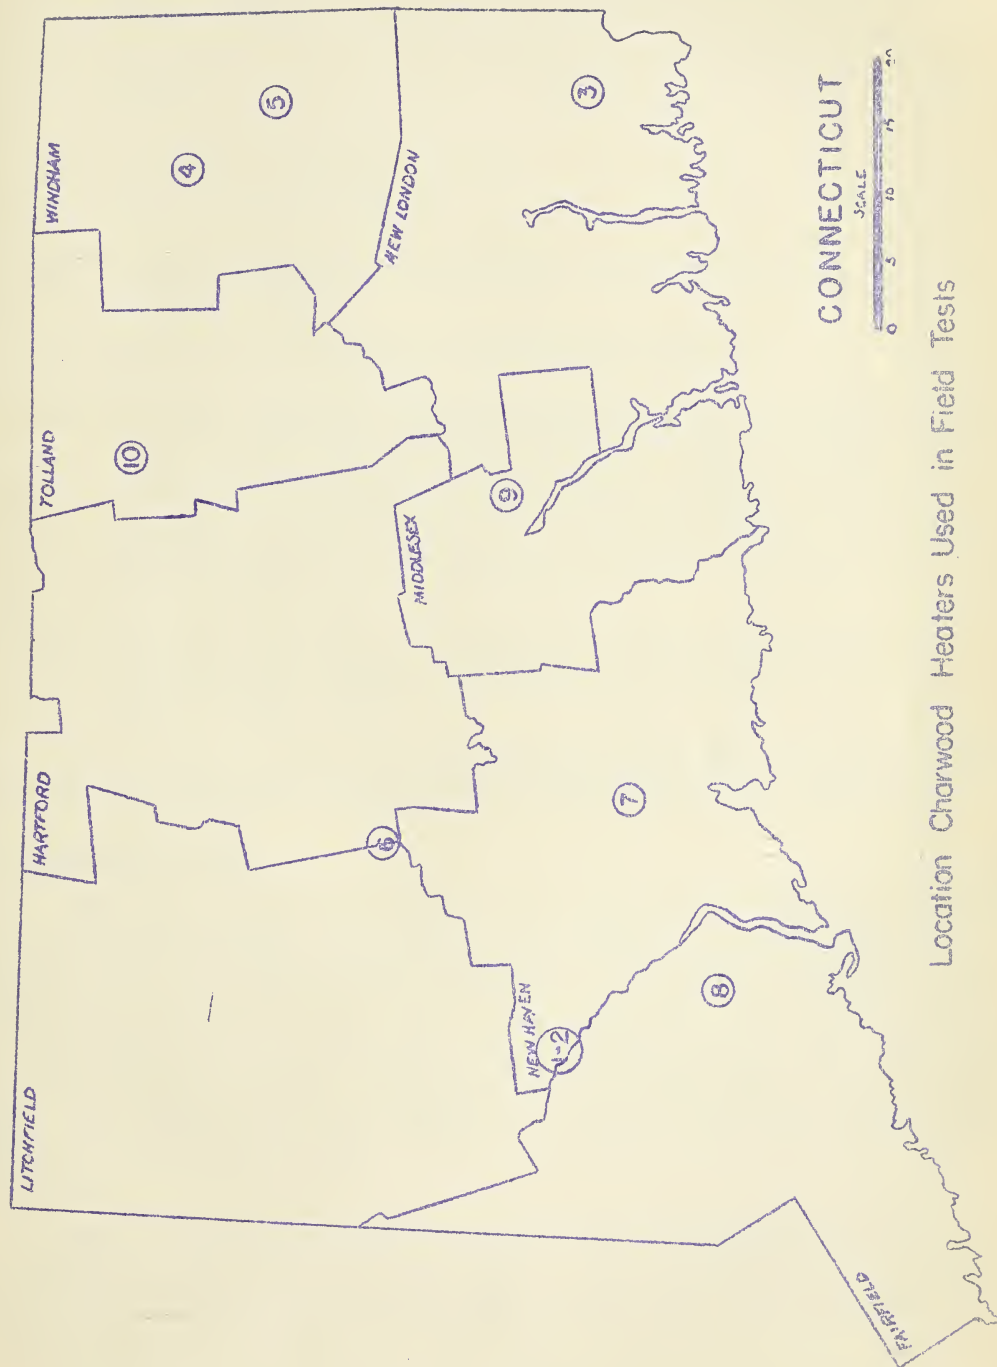 LITCHFIELD
HARTFORD
TOLLAND
WINDHAM
10
4
5
6
MIDDLESEX
NEW LONDON
9
3
NEW HAVEN
1-2
7
8
FAIRFIELD
CONNECTICUT
SCALE
0 5 10 15 20
Location Charwood Heaters Used in Field Tests